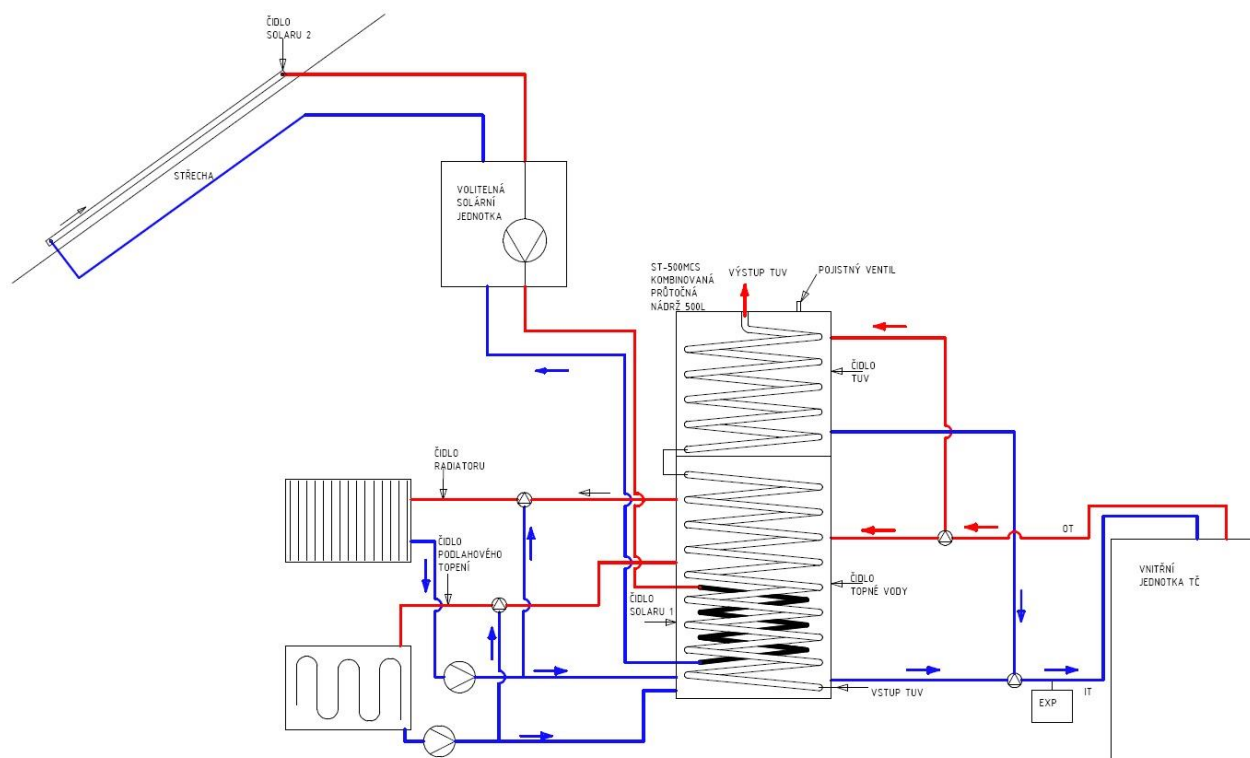 ČIDLO
SOLARU 2
STŘECHA
VOLITELNÁ
SOLÁRNÍ
JEDNOTKA
ST-500MCS
KOMBINOVANÁ
PRŮTOČNÁ
NÁDRŽ 500L
VÝSTUP TUV
POJISTNÝ VENTIL
ČIDLO
TUV
ČIDLO
RADIATORU
ČIDLO
PODLAHOVÉHO
TOPENÍ
OT
VNITŘNÍ
JEDNOTKA TČ
ČIDLO
TOPNÉ VODY
ČIDLO
SOLARU 1
VSTUP TUV
EXP
IT